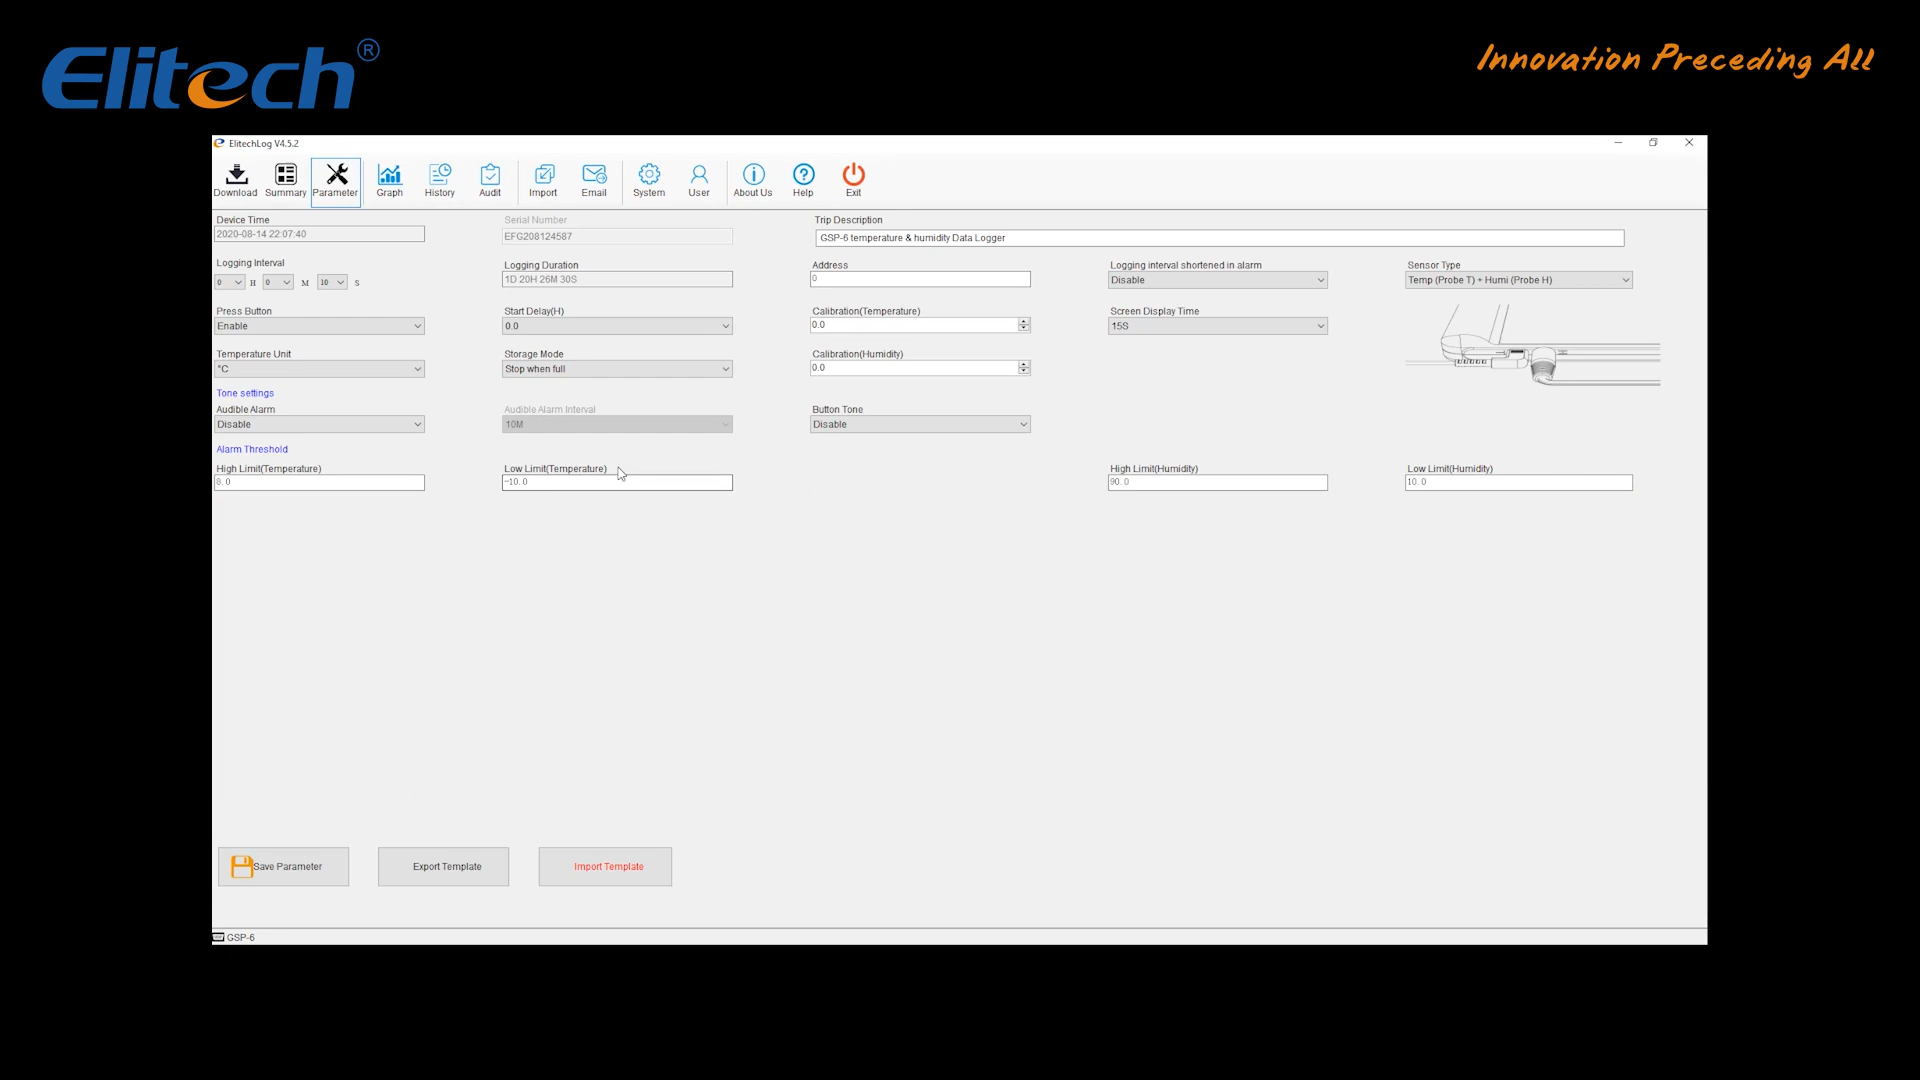 Elitech®
Innovation Preceding All
ElitechLog V4.5.2
Download Summary Parameter Graph History Audit Import Email System User About Us Help Exit
Device Time Serial Number Trip Description
2020-08-14 22:07:40 EFG208124587 GSP-6 temperature & humidity Data Logger
Logging Interval Logging Duration Address Logging interval shortened in alarm Sensor Type
0 H 0 M 10 S 1D 20H 26M 30S 0 Disable Temp (Probe T) + Humi (Probe H)
Press Button Start Delay(H) Calibration(Temperature) Screen Display Time
Enable 0.0 0.0 15S
Temperature Unit Storage Mode Calibration(Humidity)
°C Stop when full 0.0
Tone settings
Audible Alarm Audible Alarm Interval Button Tone
Disable 10M Disable
Alarm Threshold
High Limit(Temperature) Low Limit(Temperature) High Limit(Humidity) Low Limit(Humidity)
8.0 -10.0 90.0 10.0
Save Parameter Export Template Import Template
GSP-6